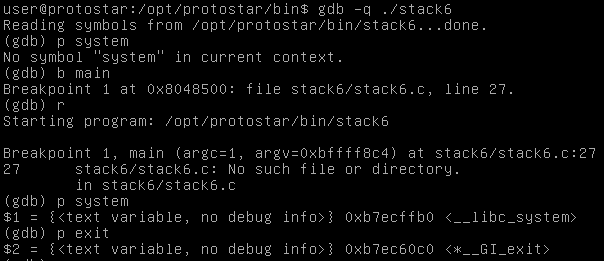 user@protostar:/opt/protostar/bin$ gdb -q ./stack6
Reading symbols from /opt/protostar/bin/stack6...done.
(gdb) p system
No symbol "system" in current context.
(gdb) b main
Breakpoint 1 at 0x8048500: file stack6/stack6.c, line 27.
(gdb) r
Starting program: /opt/protostar/bin/stack6

Breakpoint 1, main (argc=1, argv=0xbffff8c4) at stack6/stack6.c:27
27      stack6/stack6.c: No such file or directory.
        in stack6/stack6.c
(gdb) p system
$1 = {<text variable, no debug info>} 0xb7ecffb0 <__libc_system>
(gdb) p exit
$2 = {<text variable, no debug info>} 0xb7ec60c0 <*__GI_exit>